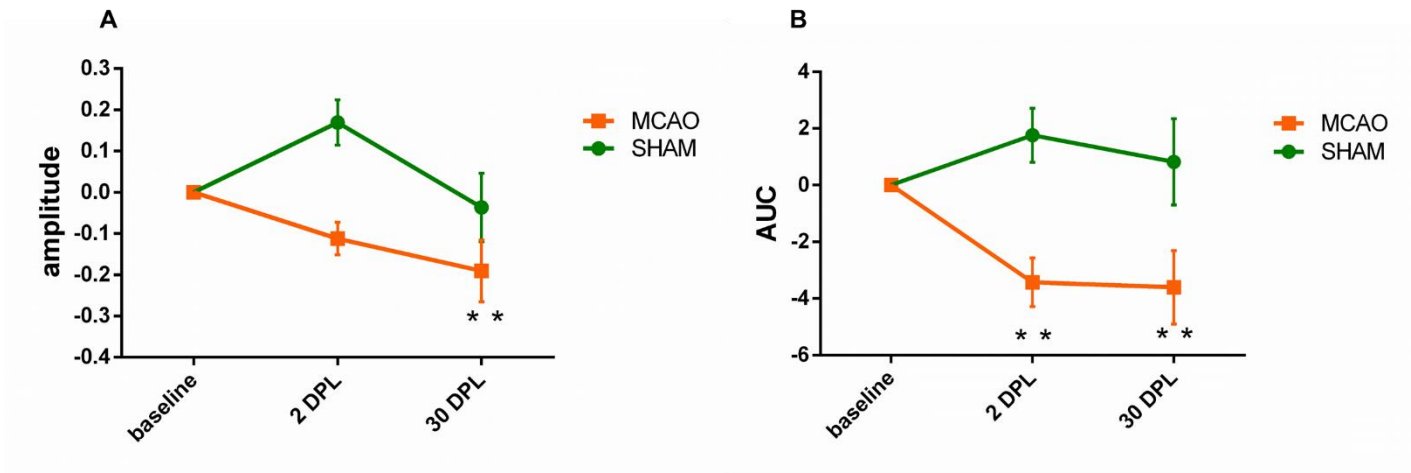 A
amplitude
0.3
0.2
0.1
0.0
-0.1
-0.2
-0.3
-0.4
* *
baseline
2 DPL
30 DPL
MCAO
SHAM
B
AUC
4
2
0
-2
-4
-6
* *
* *
baseline
2 DPL
30 DPL
MCAO
SHAM